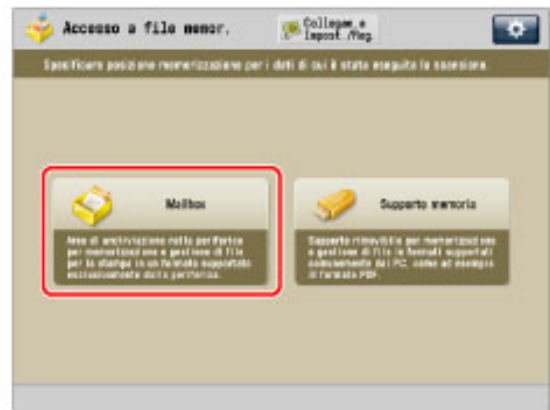 Accesso a file memor.
Collegam.a
Impost./Reg.
Specificare posizione memorizzazione per i dati di cui è stata eseguita la scansione.
Mailbox
Area di archiviazione nella periferica
per memorizzazione e gestione di file
per la stampa in un formato supportato
esclusivamente dalla periferica.
Supporto memoria
Supporto rimovibile per memorizzazione
e gestione di file in formati supportati
comunemente dai PC, come ad esempio
il formato PDF.